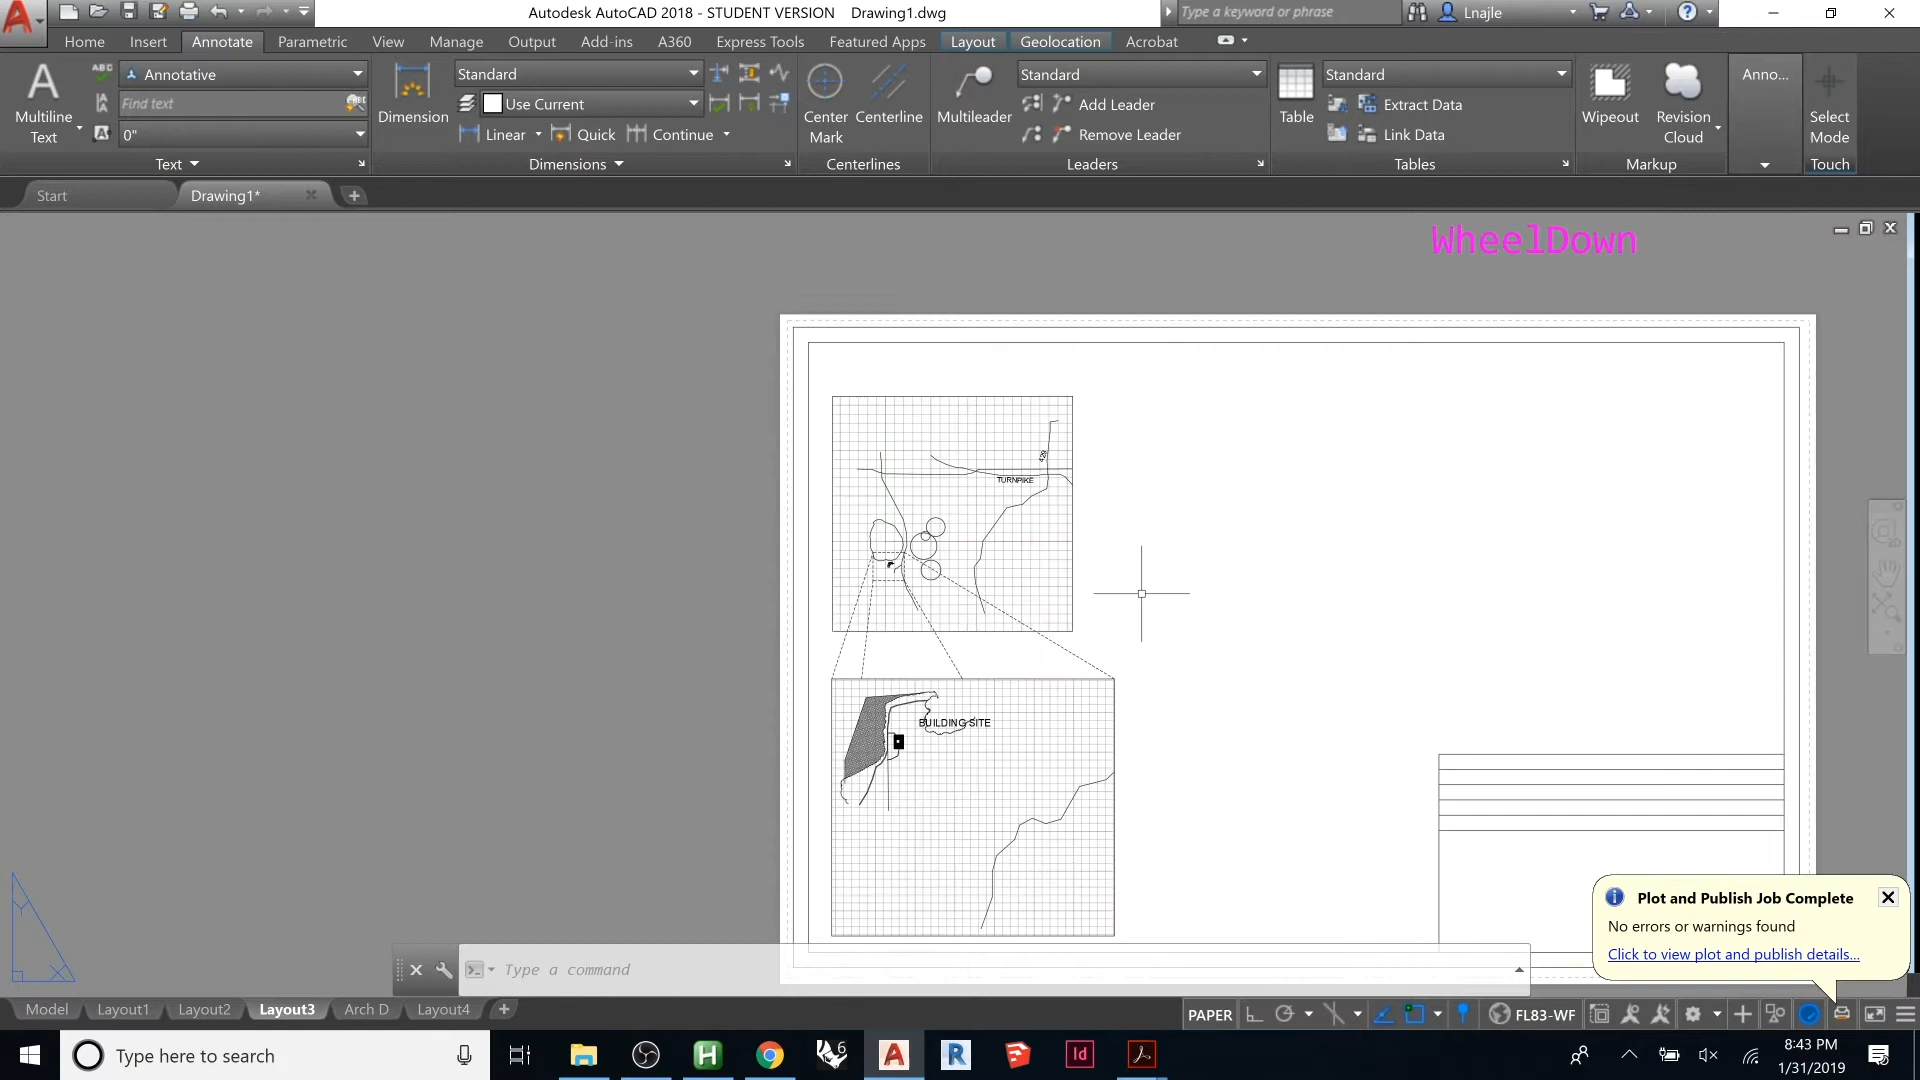 Autodesk AutoCAD 2018 - STUDENT VERSION Drawing1.dwg
Type a keyword or phrase
Lnajle
Home Insert Annotate Parametric View Manage Output Add-ins A360 Express Tools Featured Apps Layout Geolocation Acrobat
Multiline Text
ABC
Annotative
Find text
0"
Text
Dimension
Standard
Use Current
Linear
Quick
Continue
Dimensions
Center Mark
Centerline
Centerlines
Multileader
Standard
Add Leader
Remove Leader
Leaders
Table
Standard
Extract Data
Link Data
Tables
Wipeout
Revision Cloud
Markup
Anno...
Select Mode
Touch
Start
Drawing1*
WheelDown
429
TURNPIKE
BUILDING SITE
Plot and Publish Job Complete
No errors or warnings found
Click to view plot and publish details...
Type a command
Model Layout1 Layout2 Layout3 Arch D Layout4
PAPER
FL83-WF
Type here to search
8:43 PM
1/31/2019